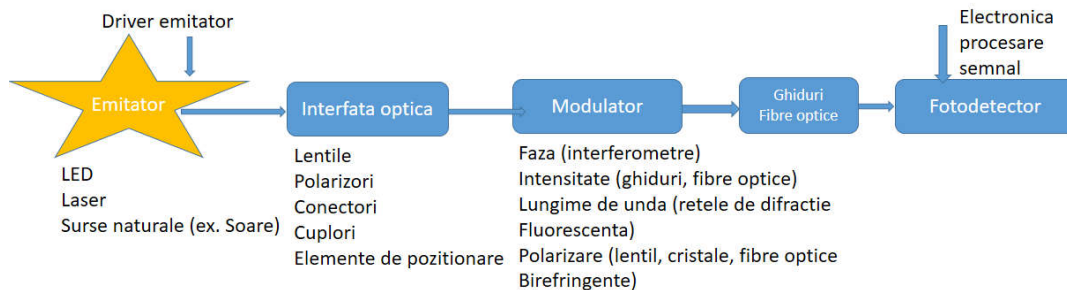 Driver emitator
Electronica
procesare
semnal
Emitator
Interfata optica
Modulator
Ghiduri
Fibre optice
Fotodetector
LED
Laser
Surse naturale (ex. Soare)
Lentile
Polarizori
Conectori
Cuplori
Elemente de pozitionare
Faza (interferometre)
Intensitate (ghiduri, fibre optice)
Lungime de unda (retele de difractie
Fluorescenta)
Polarizare (lentil, cristale, fibre optice
Birefringente)